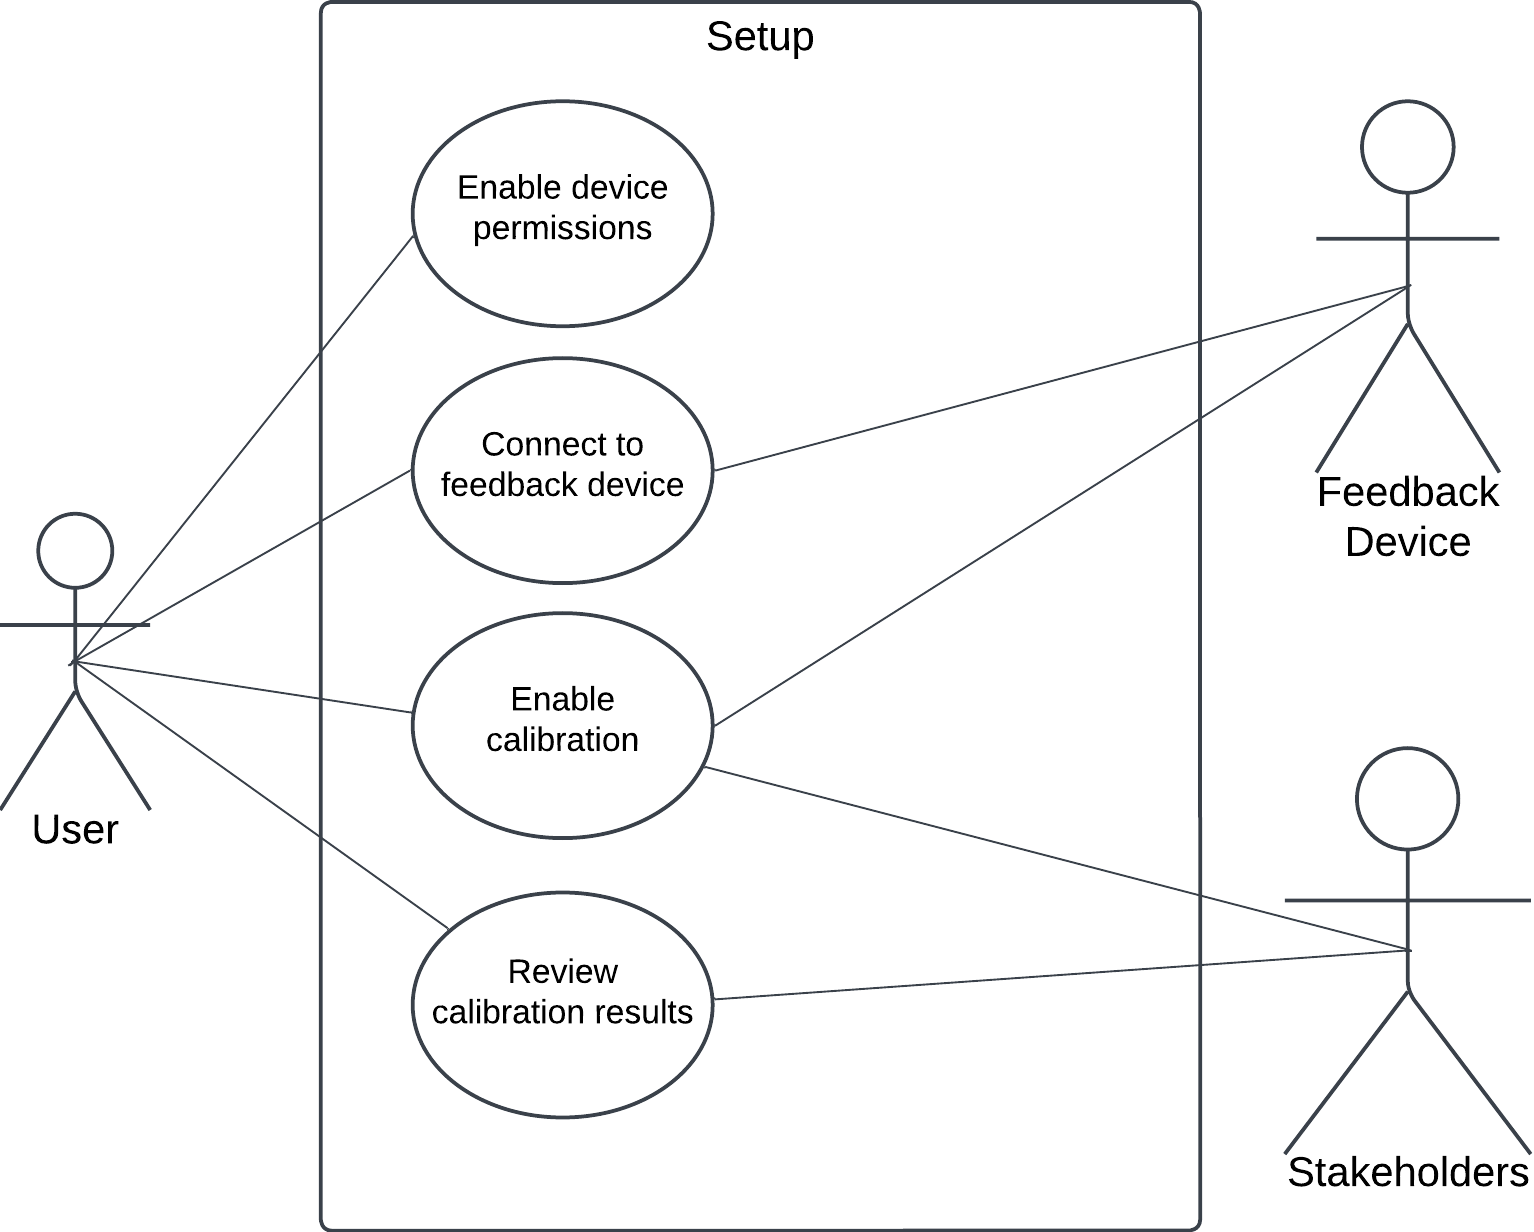 Setup
Enable device
permissions
Connect to
feedback device
Enable
calibration
Review
calibration results
User
Feedback
Device
Stakeholders